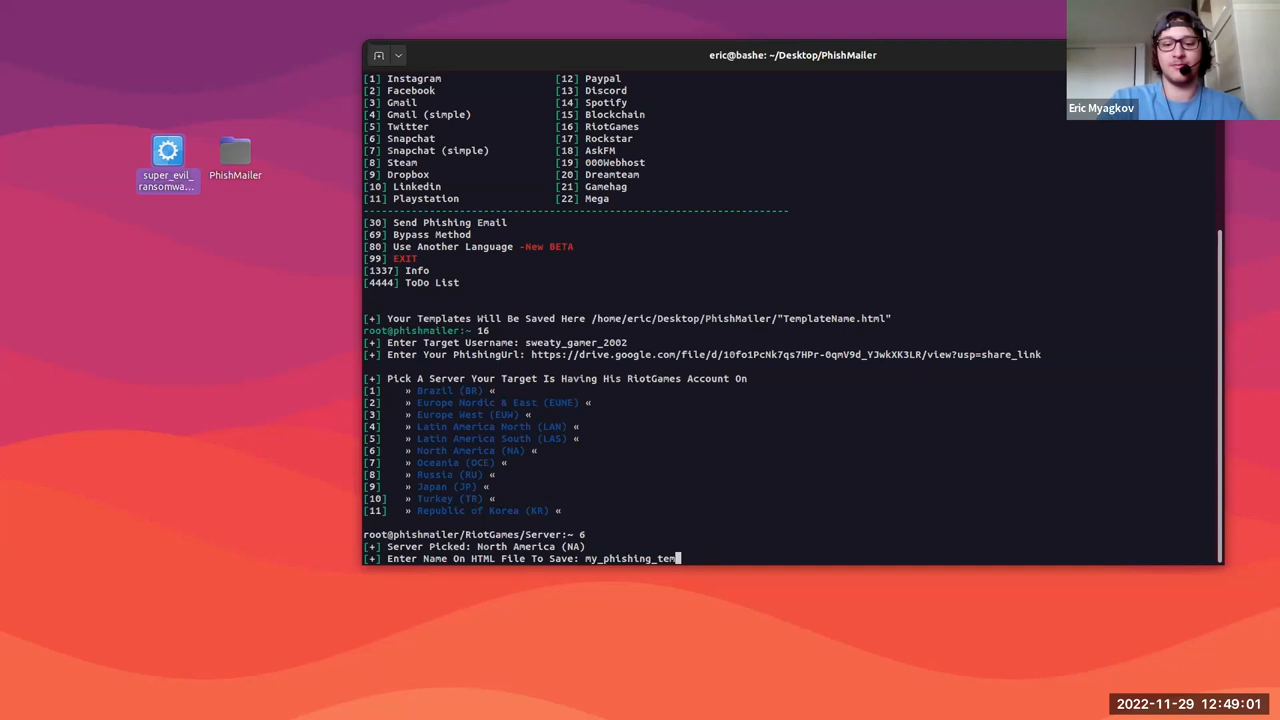 eric@bashe: ~/Desktop/PhishMailer
Eric Myagkov
super_evil_
ransomwa...
PhishMailer
[1] Instagram [12] Paypal
[2] Facebook [13] Discord
[3] Gmail [14] Spotify
[4] Gmail (simple) [15] Blockchain
[5] Twitter [16] RiotGames
[6] Snapchat [17] Rockstar
[7] Snapchat (simple) [18] AskFM
[8] Steam [19] 000Webhost
[9] Dropbox [20] Dreamteam
[10] Linkedin [21] Gamehag
[11] Playstation [22] Mega
-----------------------------------------------------------------------
[30] Send Phishing Email
[69] Bypass Method
[80] Use Another Language -New BETA
[99] EXIT
[1337] Info
[4444] ToDo List
[+] Your Templates Will Be Saved Here /home/eric/Desktop/PhishMailer/"TemplateName.html"
root@phishmailer:~ 16
[+] Enter Target Username: sweaty_gamer_2002
[+] Enter Your PhishingUrl: https://drive.google.com/file/d/10fo1PcNk7qs7HPr-0qmV9d_YJwkXK3LR/view?usp=share_link
[+] Pick A Server Your Target Is Having His RiotGames Account On
[1] » Brazil (BR) «
[2] » Europe Nordic & East (EUNE) «
[3] » Europe West (EUW) «
[4] » Latin America North (LAN) «
[5] » Latin America South (LAS) «
[6] » North America (NA) «
[7] » Oceania (OCE) «
[8] » Russia (RU) «
[9] » Japan (JP) «
[10] » Turkey (TR) «
[11] » Republic of Korea (KR) «
root@phishmailer/RiotGames/Server:~ 6
[+] Server Picked: North America (NA)
[+] Enter Name On HTML File To Save: my_phishing_tem
2022-11-29 12:49:01